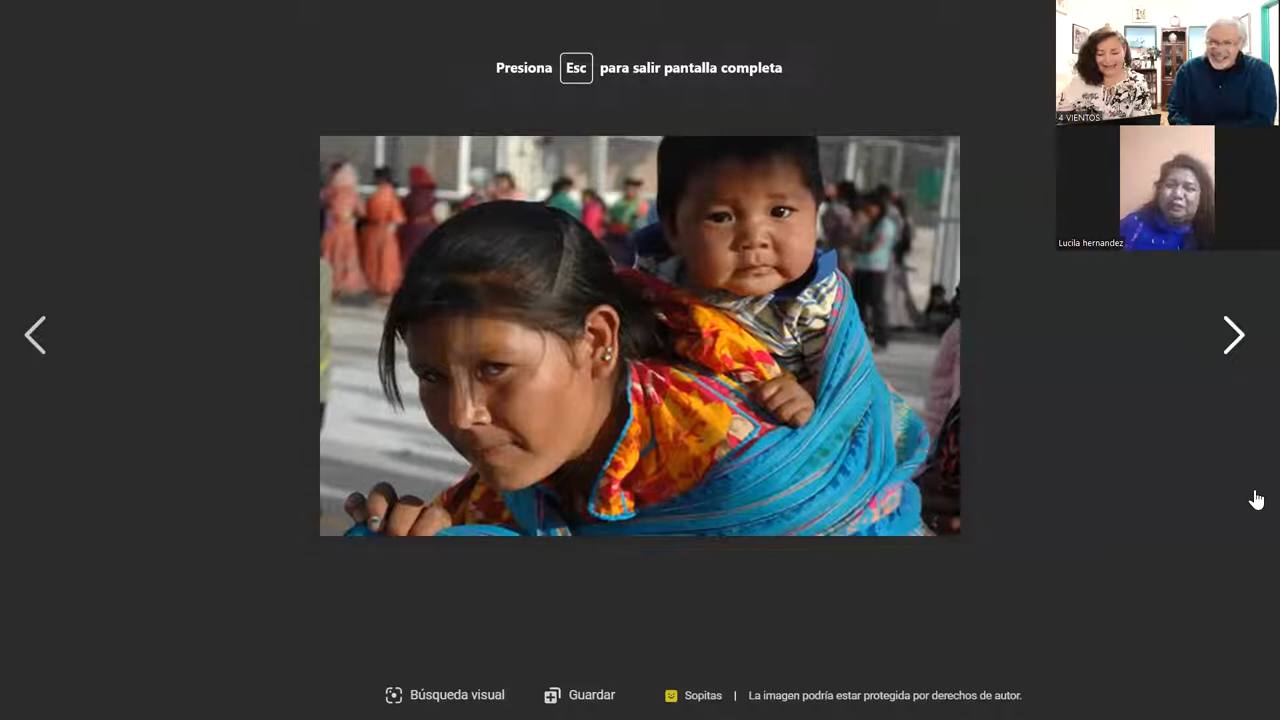 Presiona Esc para salir pantalla completa
4 VIENTOS
Lucila hernandez
Búsqueda visual
Guardar
Sopitas | La imagen podría estar protegida por derechos de autor.